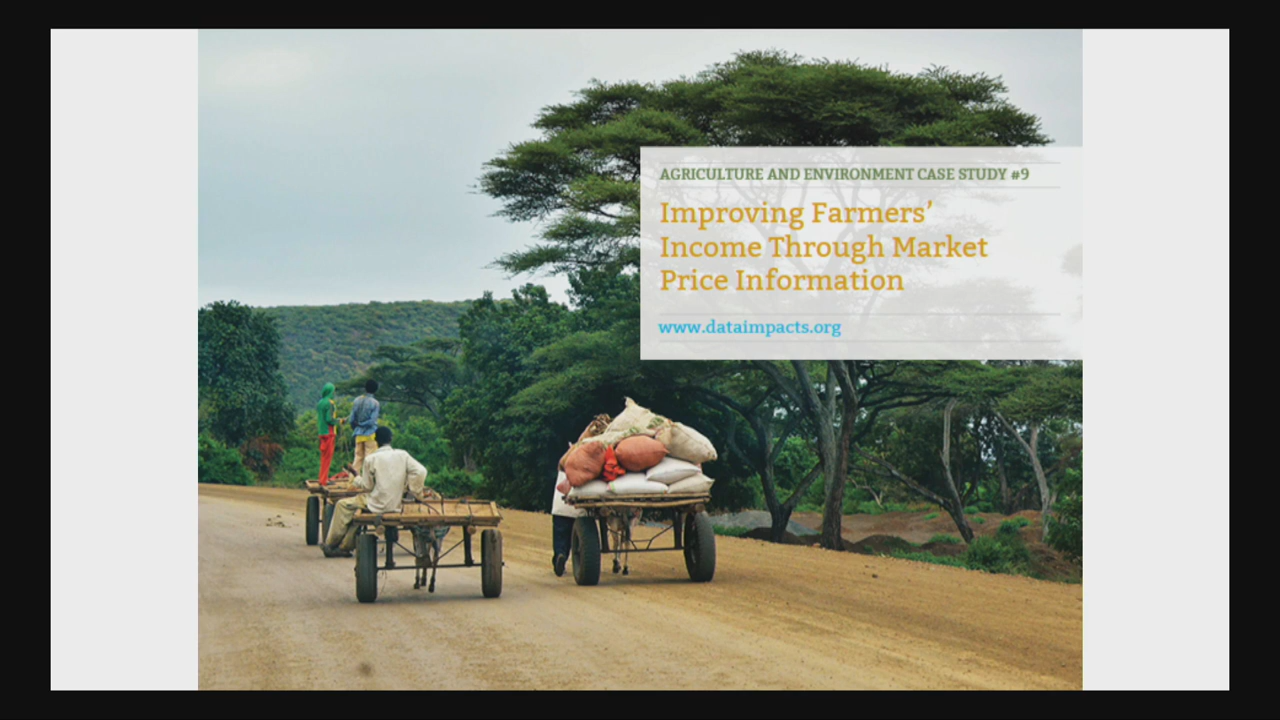 AGRICULTURE AND ENVIRONMENT CASE STUDY #9
Improving Farmers’
Income Through Market
Price Information
www.dataimpacts.org